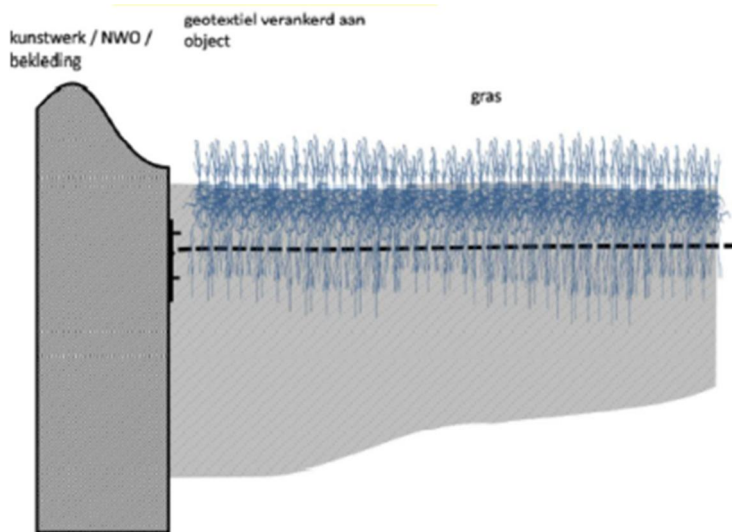 kunstwerk / NWO /
bekleding
geotextiel verankerd aan
object
gras